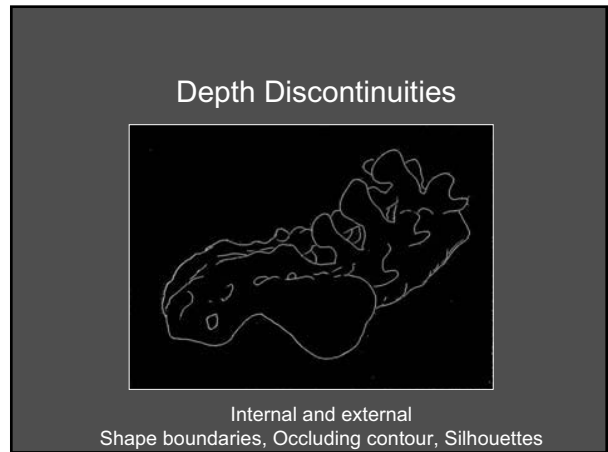 Depth Discontinuities
Internal and external
Shape boundaries, Occluding contour, Silhouettes